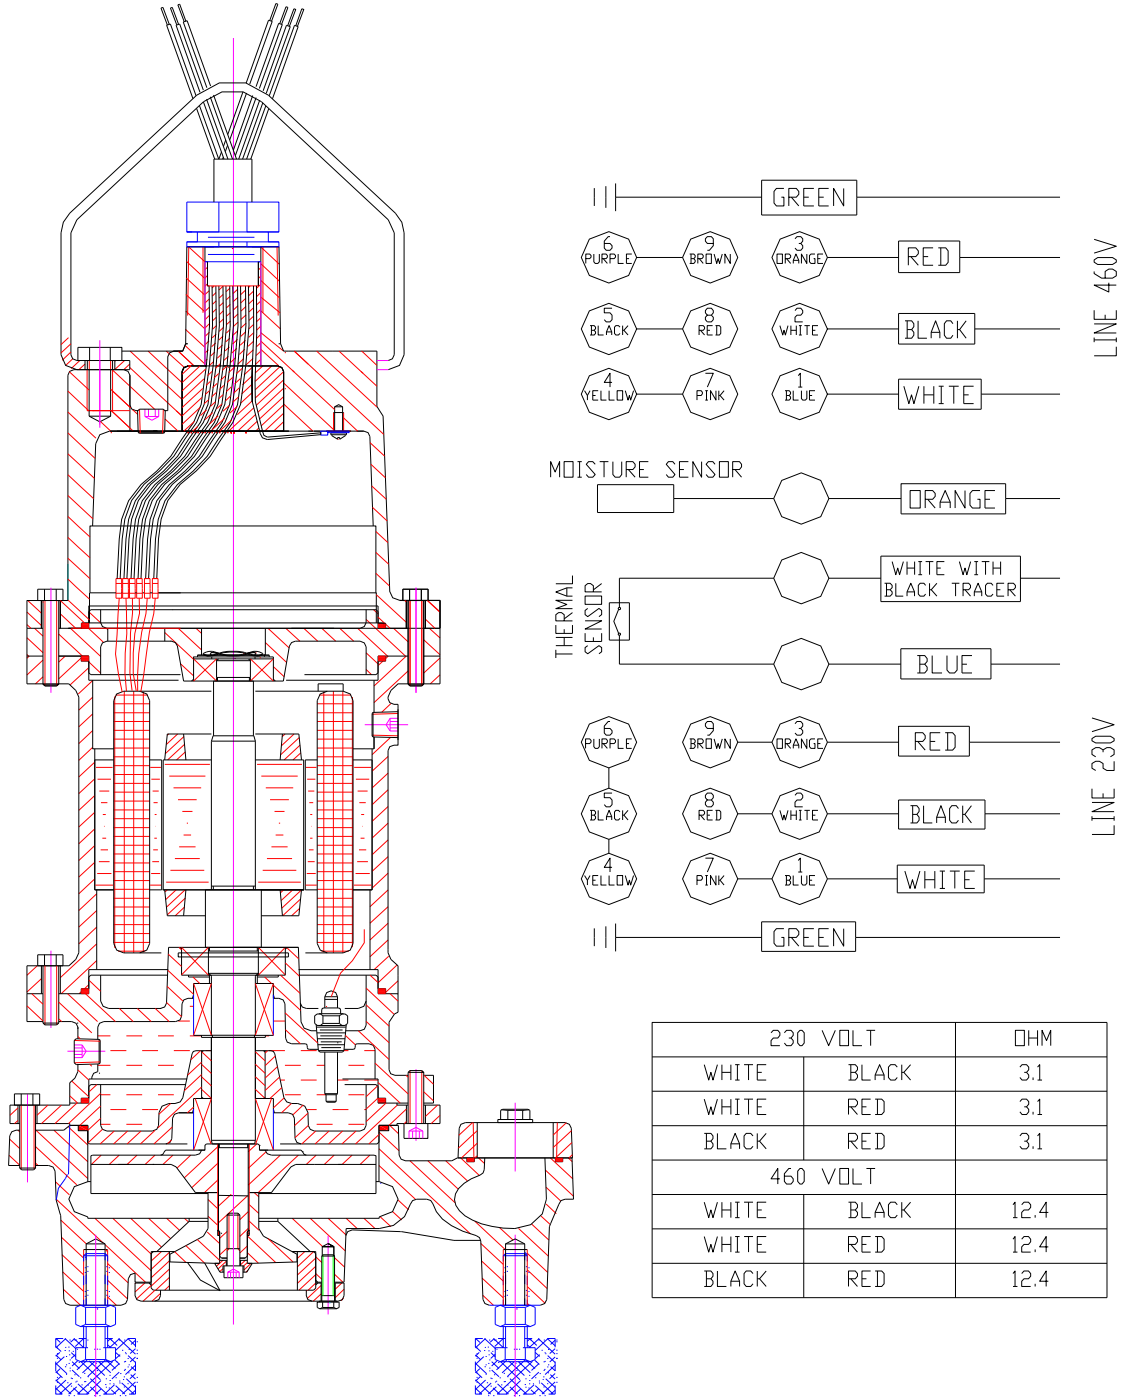 GREEN
6 PURPLE 9 BROWN 3 ORANGE RED
5 BLACK 8 RED 2 WHITE BLACK
4 YELLOW 7 PINK 1 BLUE WHITE
LINE 460V
MOISTURE SENSOR
ORANGE
THERMAL
SENSOR
WHITE WITH
BLACK TRACER
BLUE
6 PURPLE 9 BROWN 3 ORANGE RED
5 BLACK 8 RED 2 WHITE BLACK
4 YELLOW 7 PINK 1 BLUE WHITE
LINE 230V
GREEN
230 VOLT OHM
WHITE BLACK 3.1
WHITE RED 3.1
BLACK RED 3.1
460 VOLT
WHITE BLACK 12.4
WHITE RED 12.4
BLACK RED 12.4